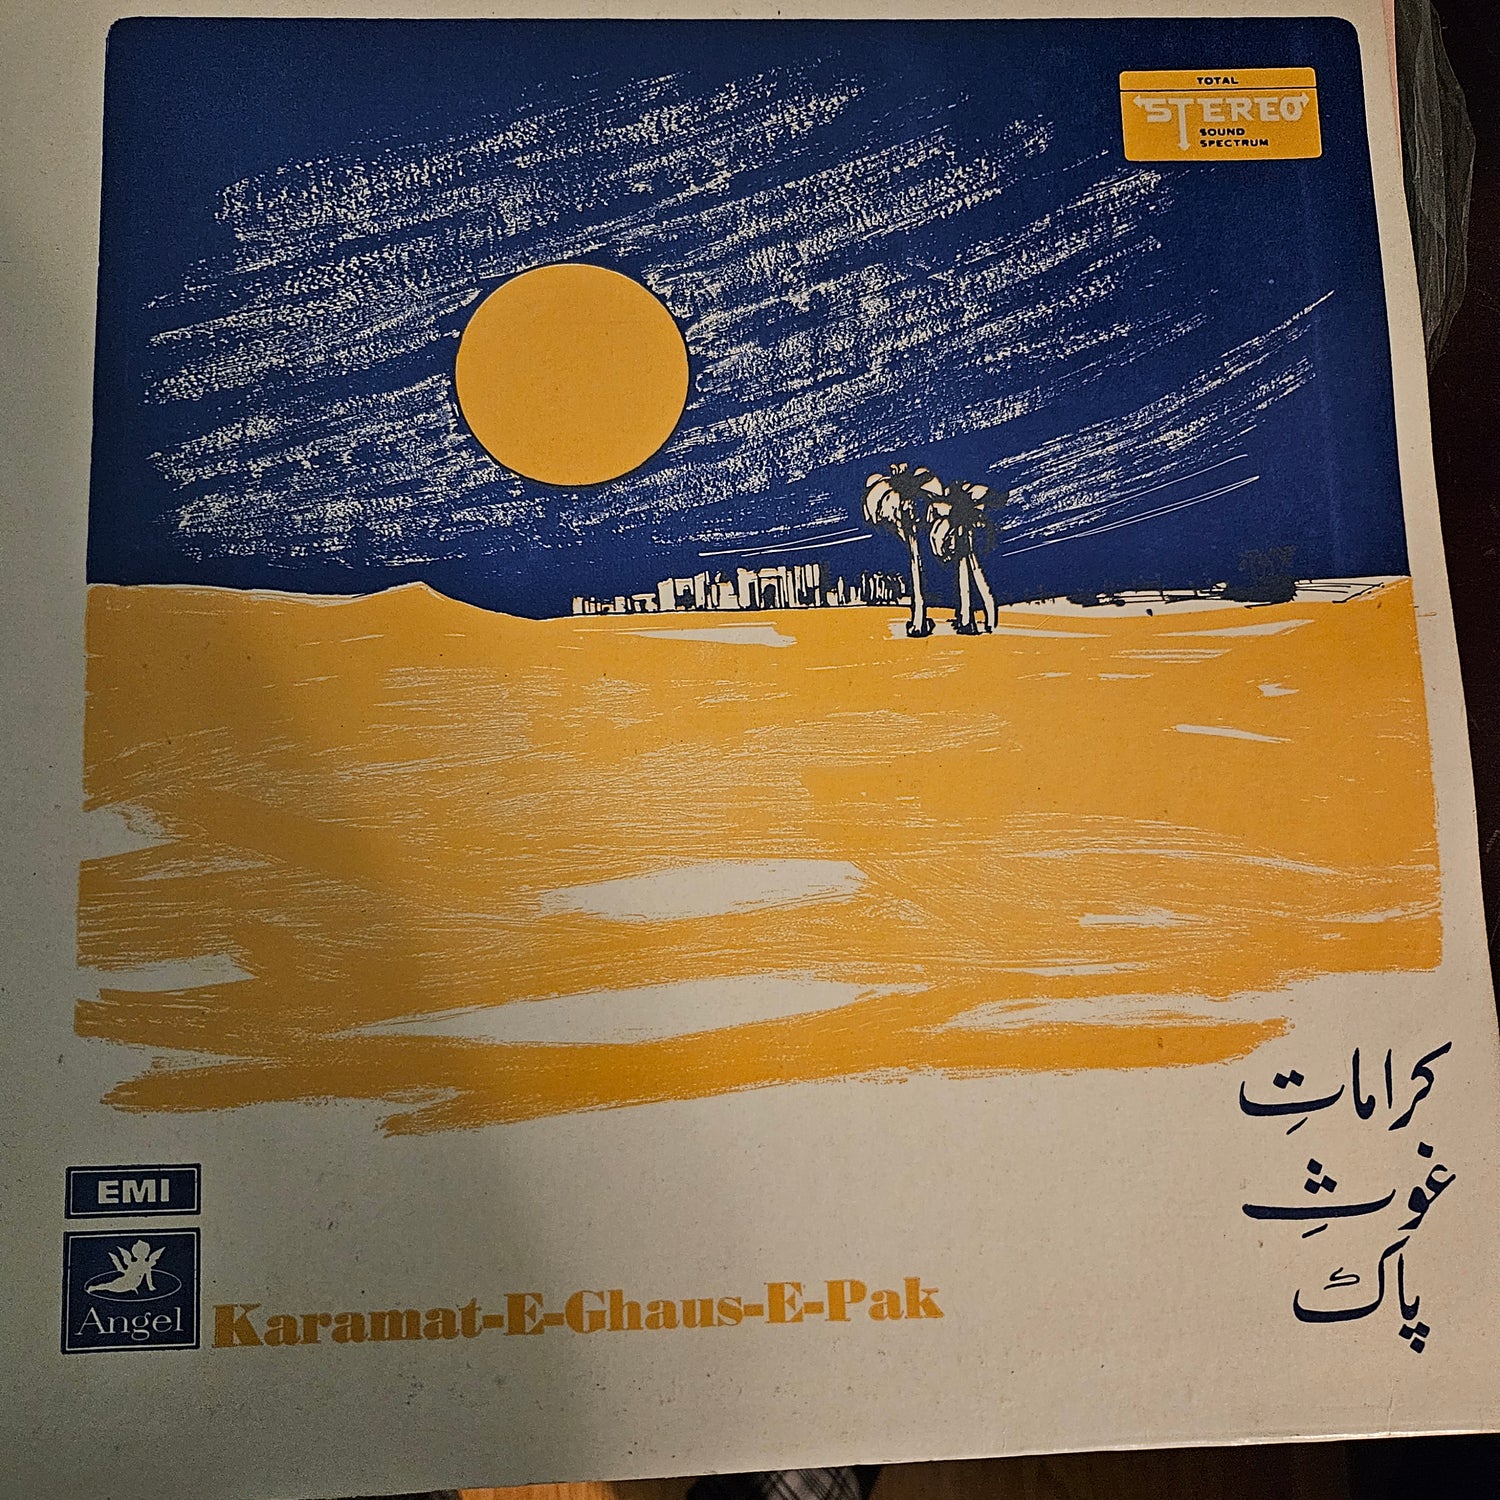 TOTAL
STEREO
SOUND
SPECTRUM
کراماتِ
غوثِ
پاک
EMI
Angel
Karamat-E-Ghaus-E-Pak